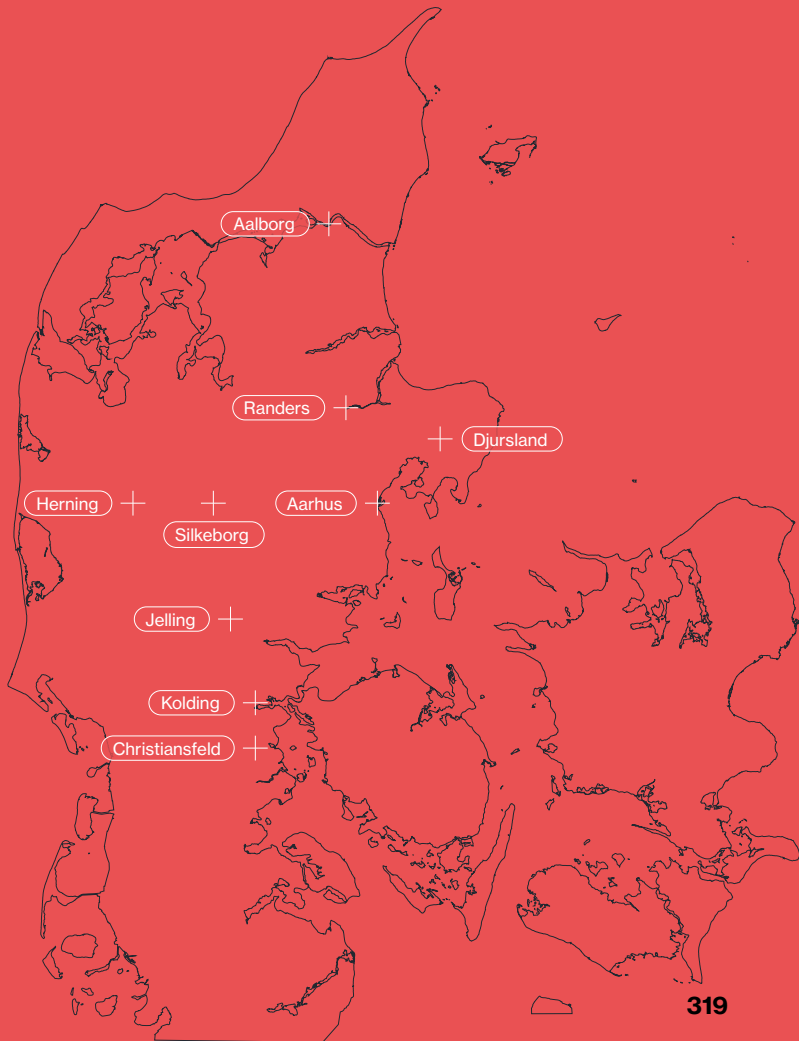 Aalborg
Randers
Djursland
Herning
Aarhus
Silkeborg
Jelling
Kolding
Christiansfeld
319